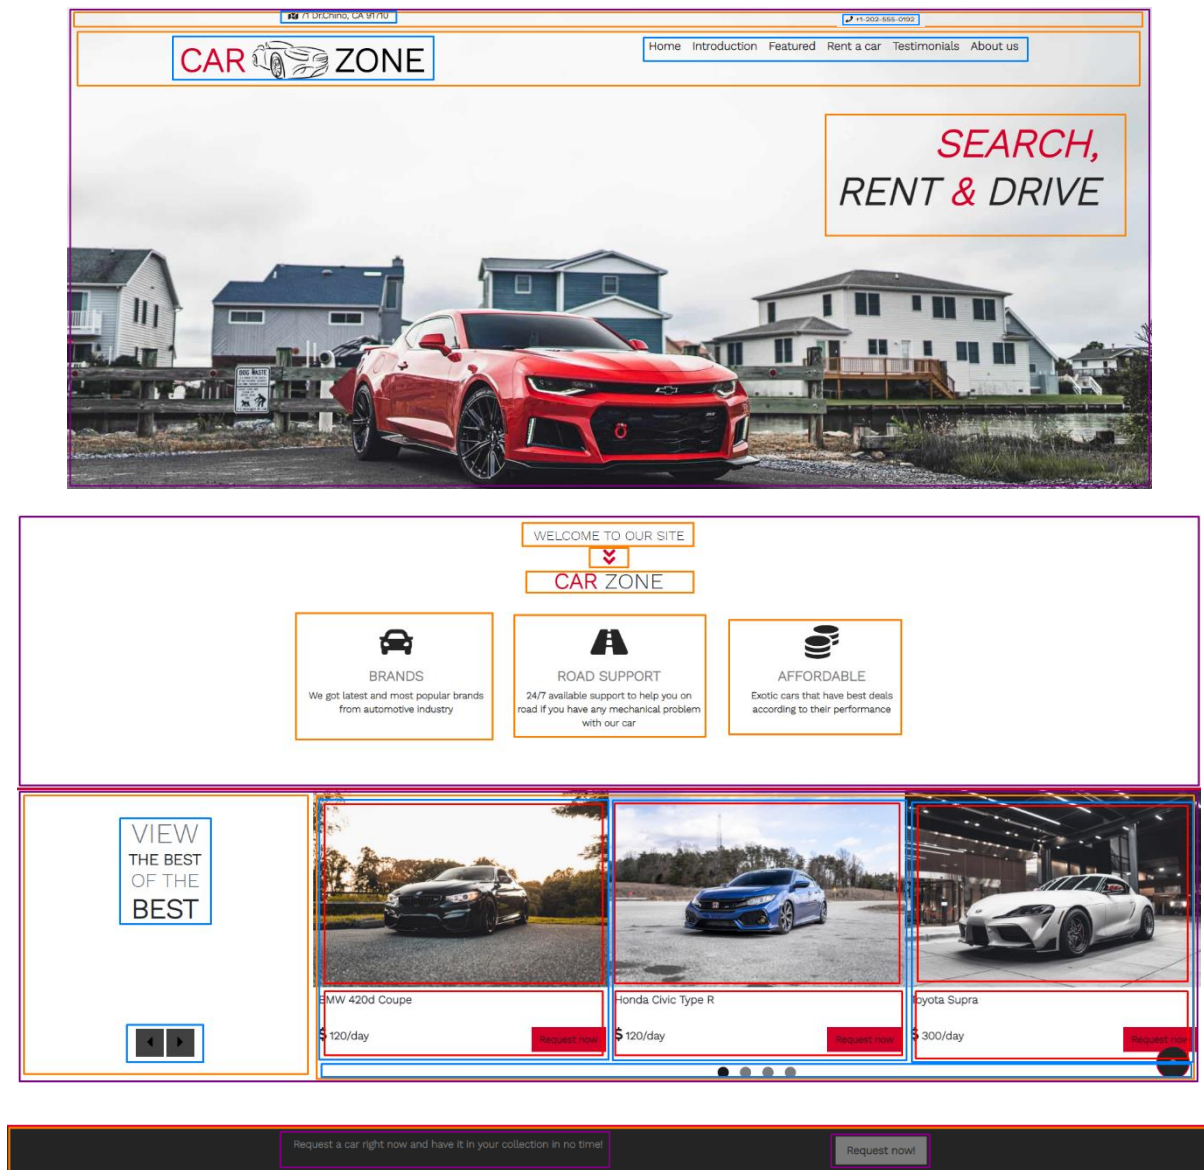 71 Dr.Chino, CA 91710
+1-202-555-0192
CAR ZONE
Home Introduction Featured Rent a car Testimonials About us
SEARCH,
RENT & DRIVE
DOG WASTE
WELCOME TO OUR SITE
CAR ZONE
BRANDS
We got latest and most popular brands
from automotive industry
ROAD SUPPORT
24/7 available support to help you on
road if you have any mechanical problem
with our car
AFFORDABLE
Exotic cars that have best deals
according to their performance
VIEW
THE BEST
OF THE
BEST
BMW 420d Coupe
$ 120/day
Request now
Honda Civic Type R
$ 120/day
Request now
Toyota Supra
$ 300/day
Request now
Request a car right now and have it in your collection in no time!
Request now!